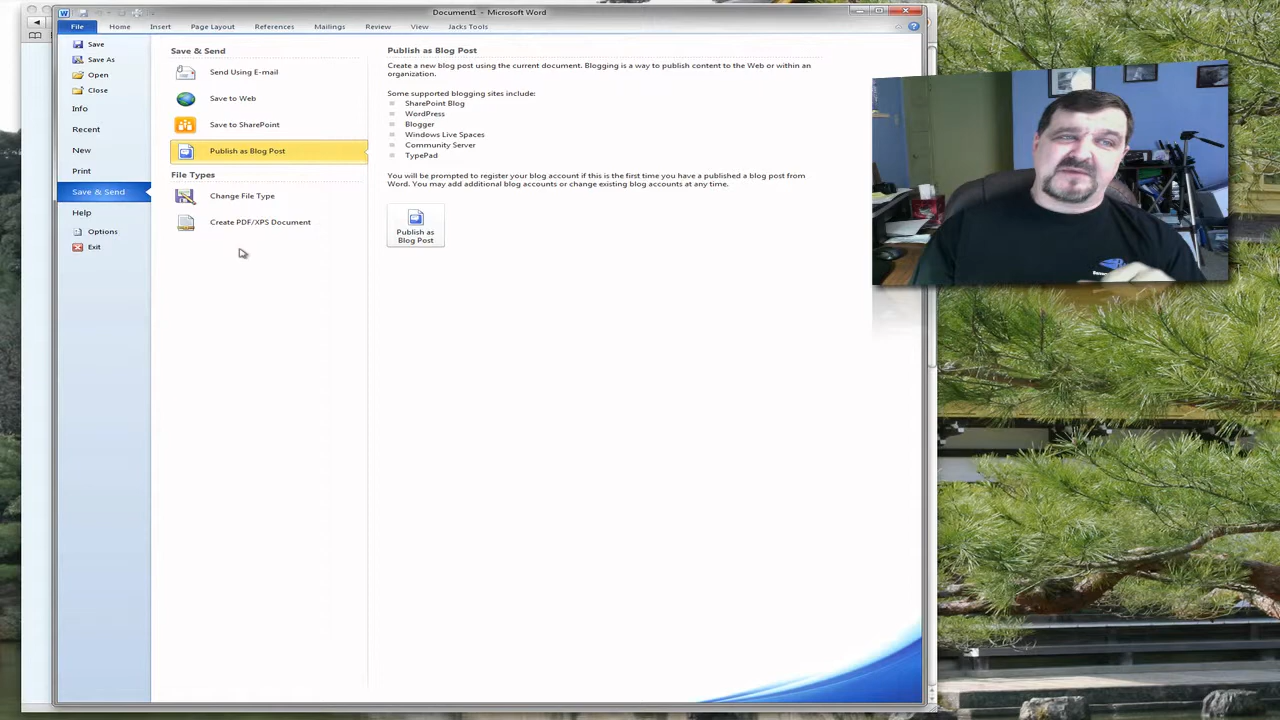 Document1 - Microsoft Word
File Home Insert Page Layout References Mailings Review View Jacks Tools
Save
Save As
Open
Close
Info
Recent
New
Print
Save & Send
Help
Options
Exit
Save & Send
Send Using E-mail
Save to Web
Save to SharePoint
Publish as Blog Post
File Types
Change File Type
Create PDF/XPS Document
Publish as Blog Post
Create a new blog post using the current document. Blogging is a way to publish content to the Web or within an
organization.
Some supported blogging sites include:
SharePoint Blog
WordPress
Blogger
Windows Live Spaces
Community Server
TypePad
You will be prompted to register your blog account if this is the first time you have a published a blog post from
Word. You may add additional blog accounts or change existing blog accounts at any time.
Publish as
Blog Post